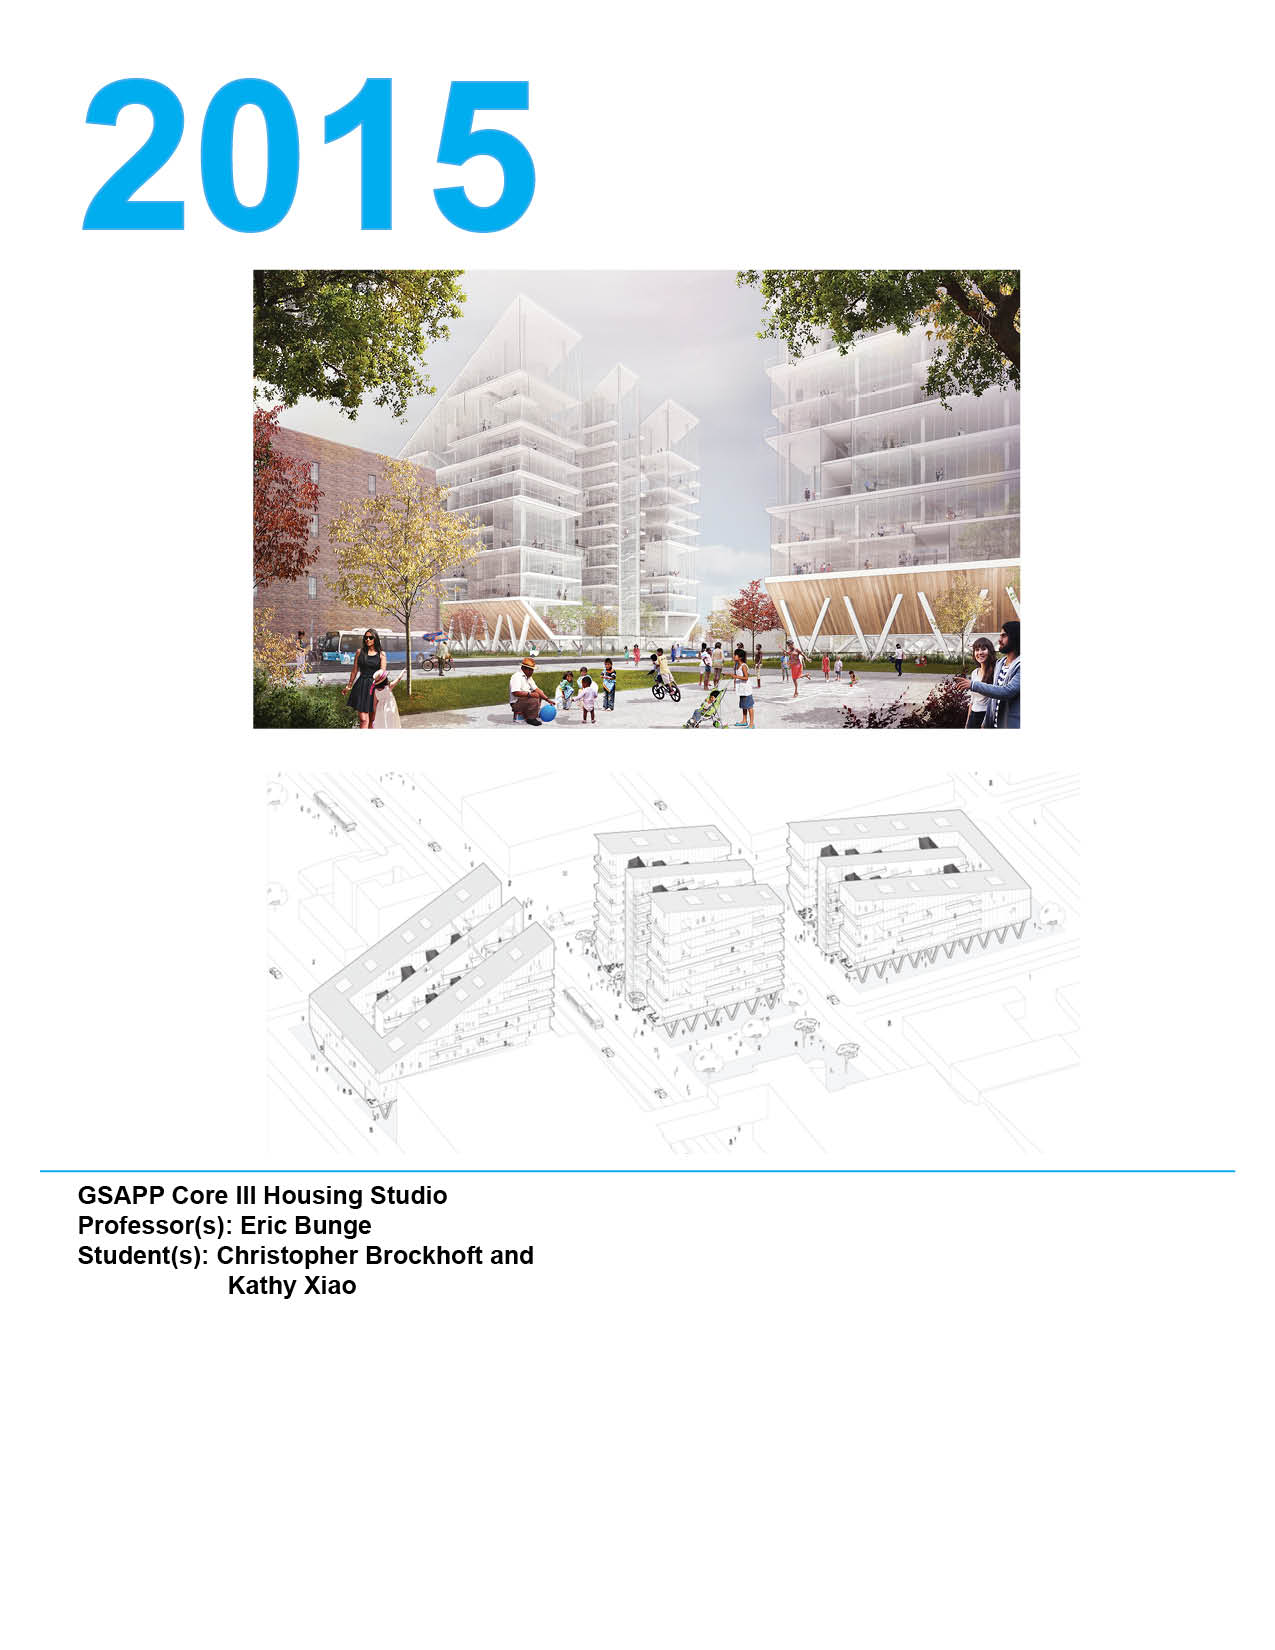 2015
GSAPP Core III Housing Studio
Professor(s): Eric Bunge
Student(s): Christopher Brockhoft and
Kathy Xiao